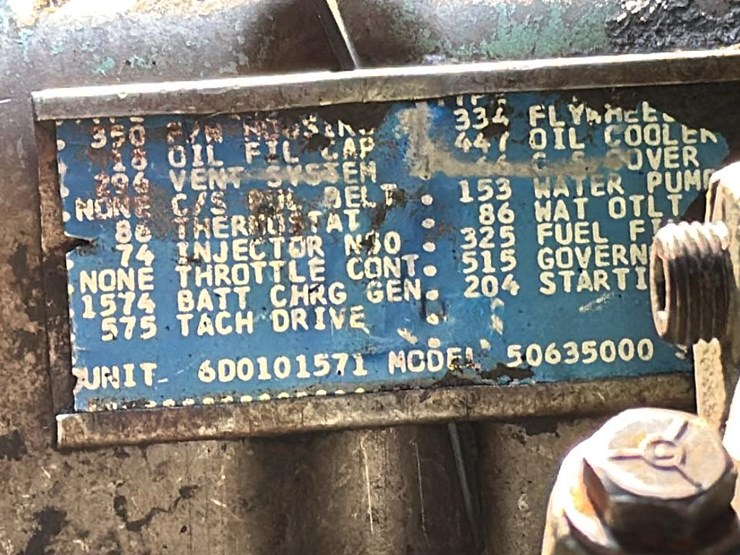 350 F/W HOUSING 334 FLYWHEEL
OIL FIL CAP 447 OIL COOLER
296 VENT SYSTEM COVER
NONE C/S BELT 153 WATER PUMP
86 THERMOSTAT 86 WAT OTLT
74 INJECTOR N50 325 FUEL FI
NONE THROTTLE CONT. 515 GOVERN
1574 BATT CHRG GEN. 204 STARTI
575 TACH DRIVE
UNIT 6D0101571 MODEL 50635000